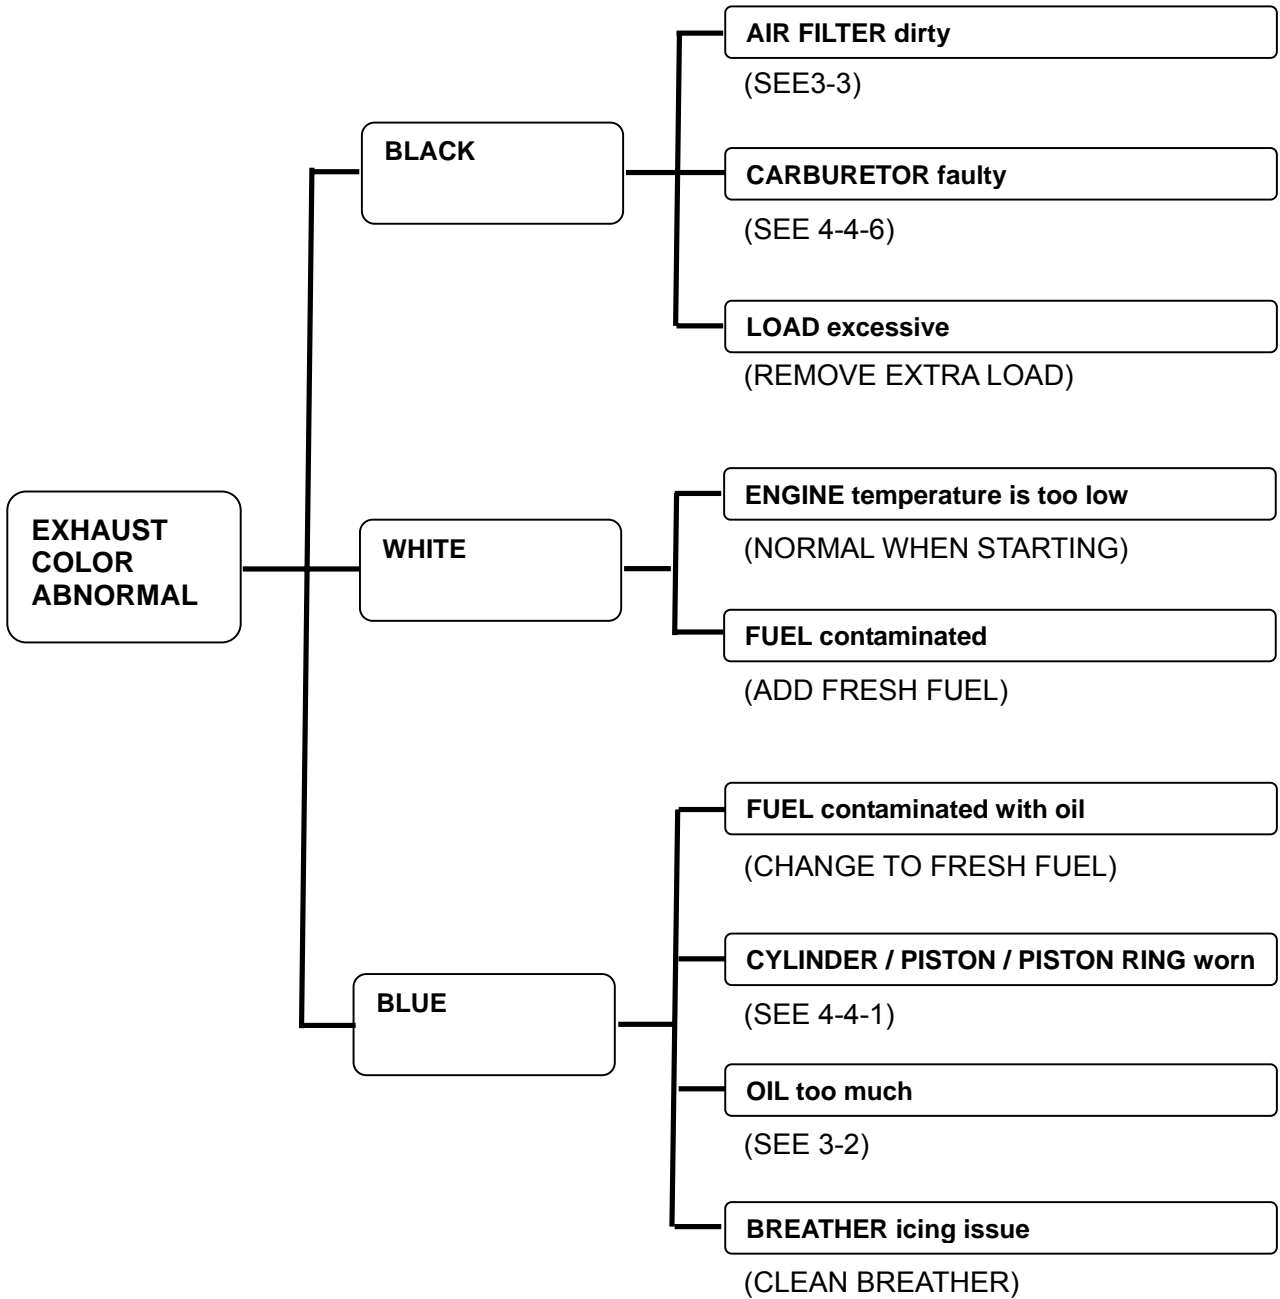 AIR FILTER dirty
(SEE3-3)
BLACK
CARBURETOR faulty
(SEE 4-4-6)
LOAD excessive
(REMOVE EXTRA LOAD)
EXHAUST
COLOR
ABNORMAL
WHITE
ENGINE temperature is too low
(NORMAL WHEN STARTING)
FUEL contaminated
(ADD FRESH FUEL)
BLUE
FUEL contaminated with oil
(CHANGE TO FRESH FUEL)
CYLINDER / PISTON / PISTON RING worn
(SEE 4-4-1)
OIL too much
(SEE 3-2)
BREATHER icing issue
(CLEAN BREATHER)